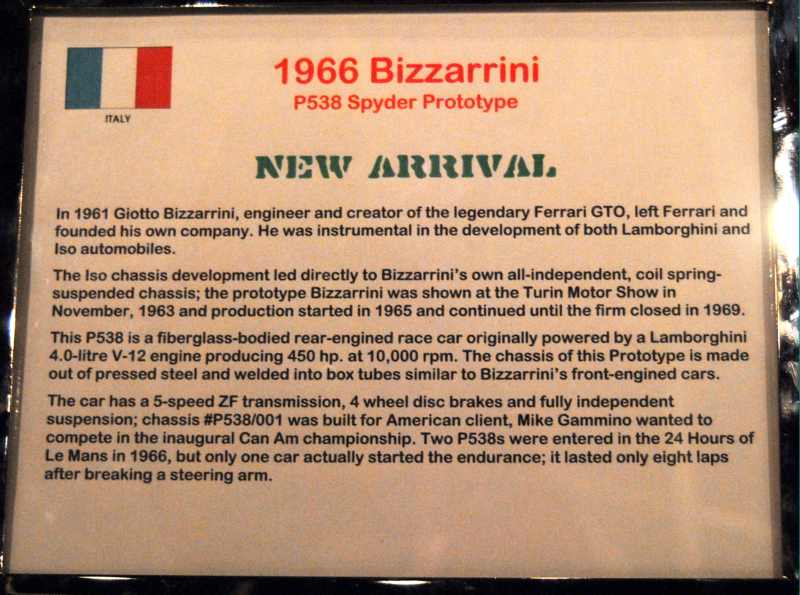 1966 Bizzarrini
P538 Spyder Prototype
ITALY
NEW ARRIVAL
In 1961 Giotto Bizzarrini, engineer and creator of the legendary Ferrari GTO, left Ferrari and
founded his own company. He was instrumental in the development of both Lamborghini and
Iso automobiles.
The Iso chassis development led directly to Bizzarrini's own all-independent, coil spring-
suspended chassis; the prototype Bizzarrini was shown at the Turin Motor Show in
November, 1963 and production started in 1965 and continued until the firm closed in 1969.
This P538 is a fiberglass-bodied rear-engined race car originally powered by a Lamborghini
4.0-litre V-12 engine producing 450 hp. at 10,000 rpm. The chassis of this Prototype is made
out of pressed steel and welded into box tubes similar to Bizzarrini's front-engined cars.
The car has a 5-speed ZF transmission, 4 wheel disc brakes and fully independent
suspension; chassis #P538/001 was built for American client, Mike Gammino wanted to
compete in the inaugural Can Am championship. Two P538s were entered in the 24 Hours of
Le Mans in 1966, but only one car actually started the endurance; it lasted only eight laps
after breaking a steering arm.